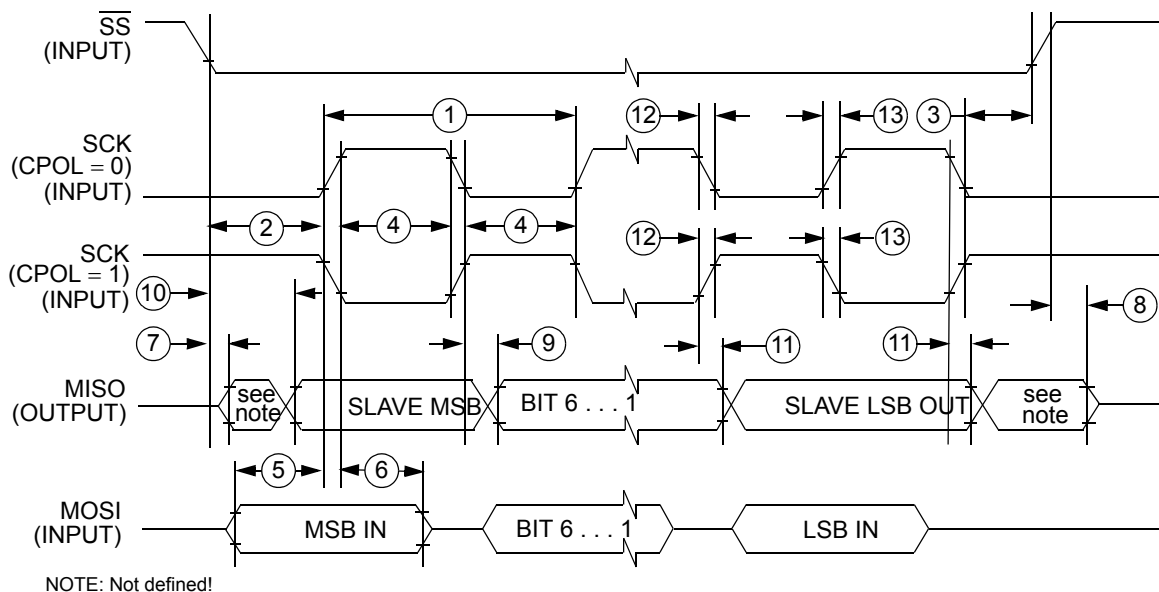 SS
(INPUT)
1
12
13
3
SCK
(CPOL = 0)
(INPUT)
2
4
4
12
13
SCK
(CPOL = 1)
(INPUT)
10
8
7
9
11
11
MISO
(OUTPUT)
see
note
SLAVE MSB
BIT 6 . . . 1
SLAVE LSB OUT
see
note
5
6
MOSI
(INPUT)
MSB IN
BIT 6 . . . 1
LSB IN
NOTE: Not defined!